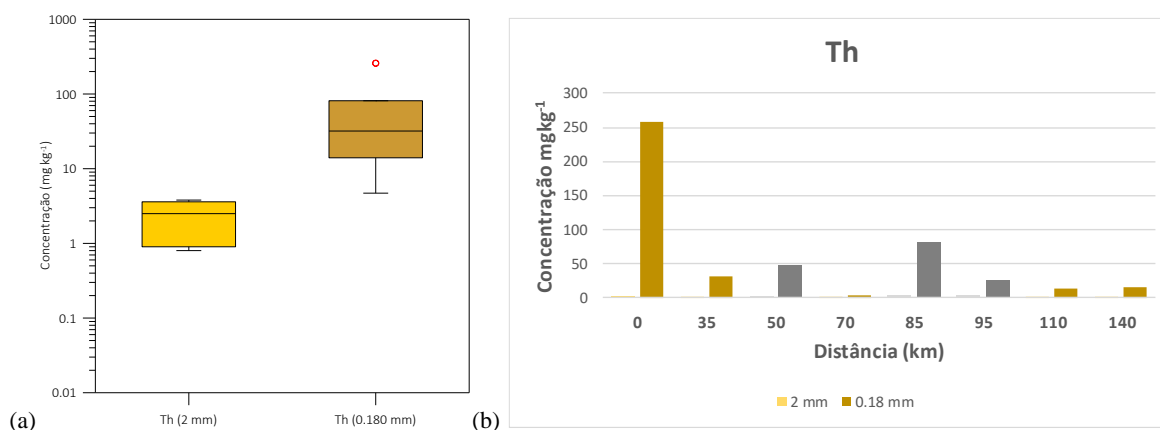 1000
100
10
1
0.1
0.01
Concentração (mg kg⁻¹)
Th (2 mm) Th (0.180 mm)
(a)
Th
300
250
200
150
100
50
0
Concentração mgkg⁻¹
0 35 50 70 85 95 110 140
Distância (km)
2 mm 0.18 mm
(b)